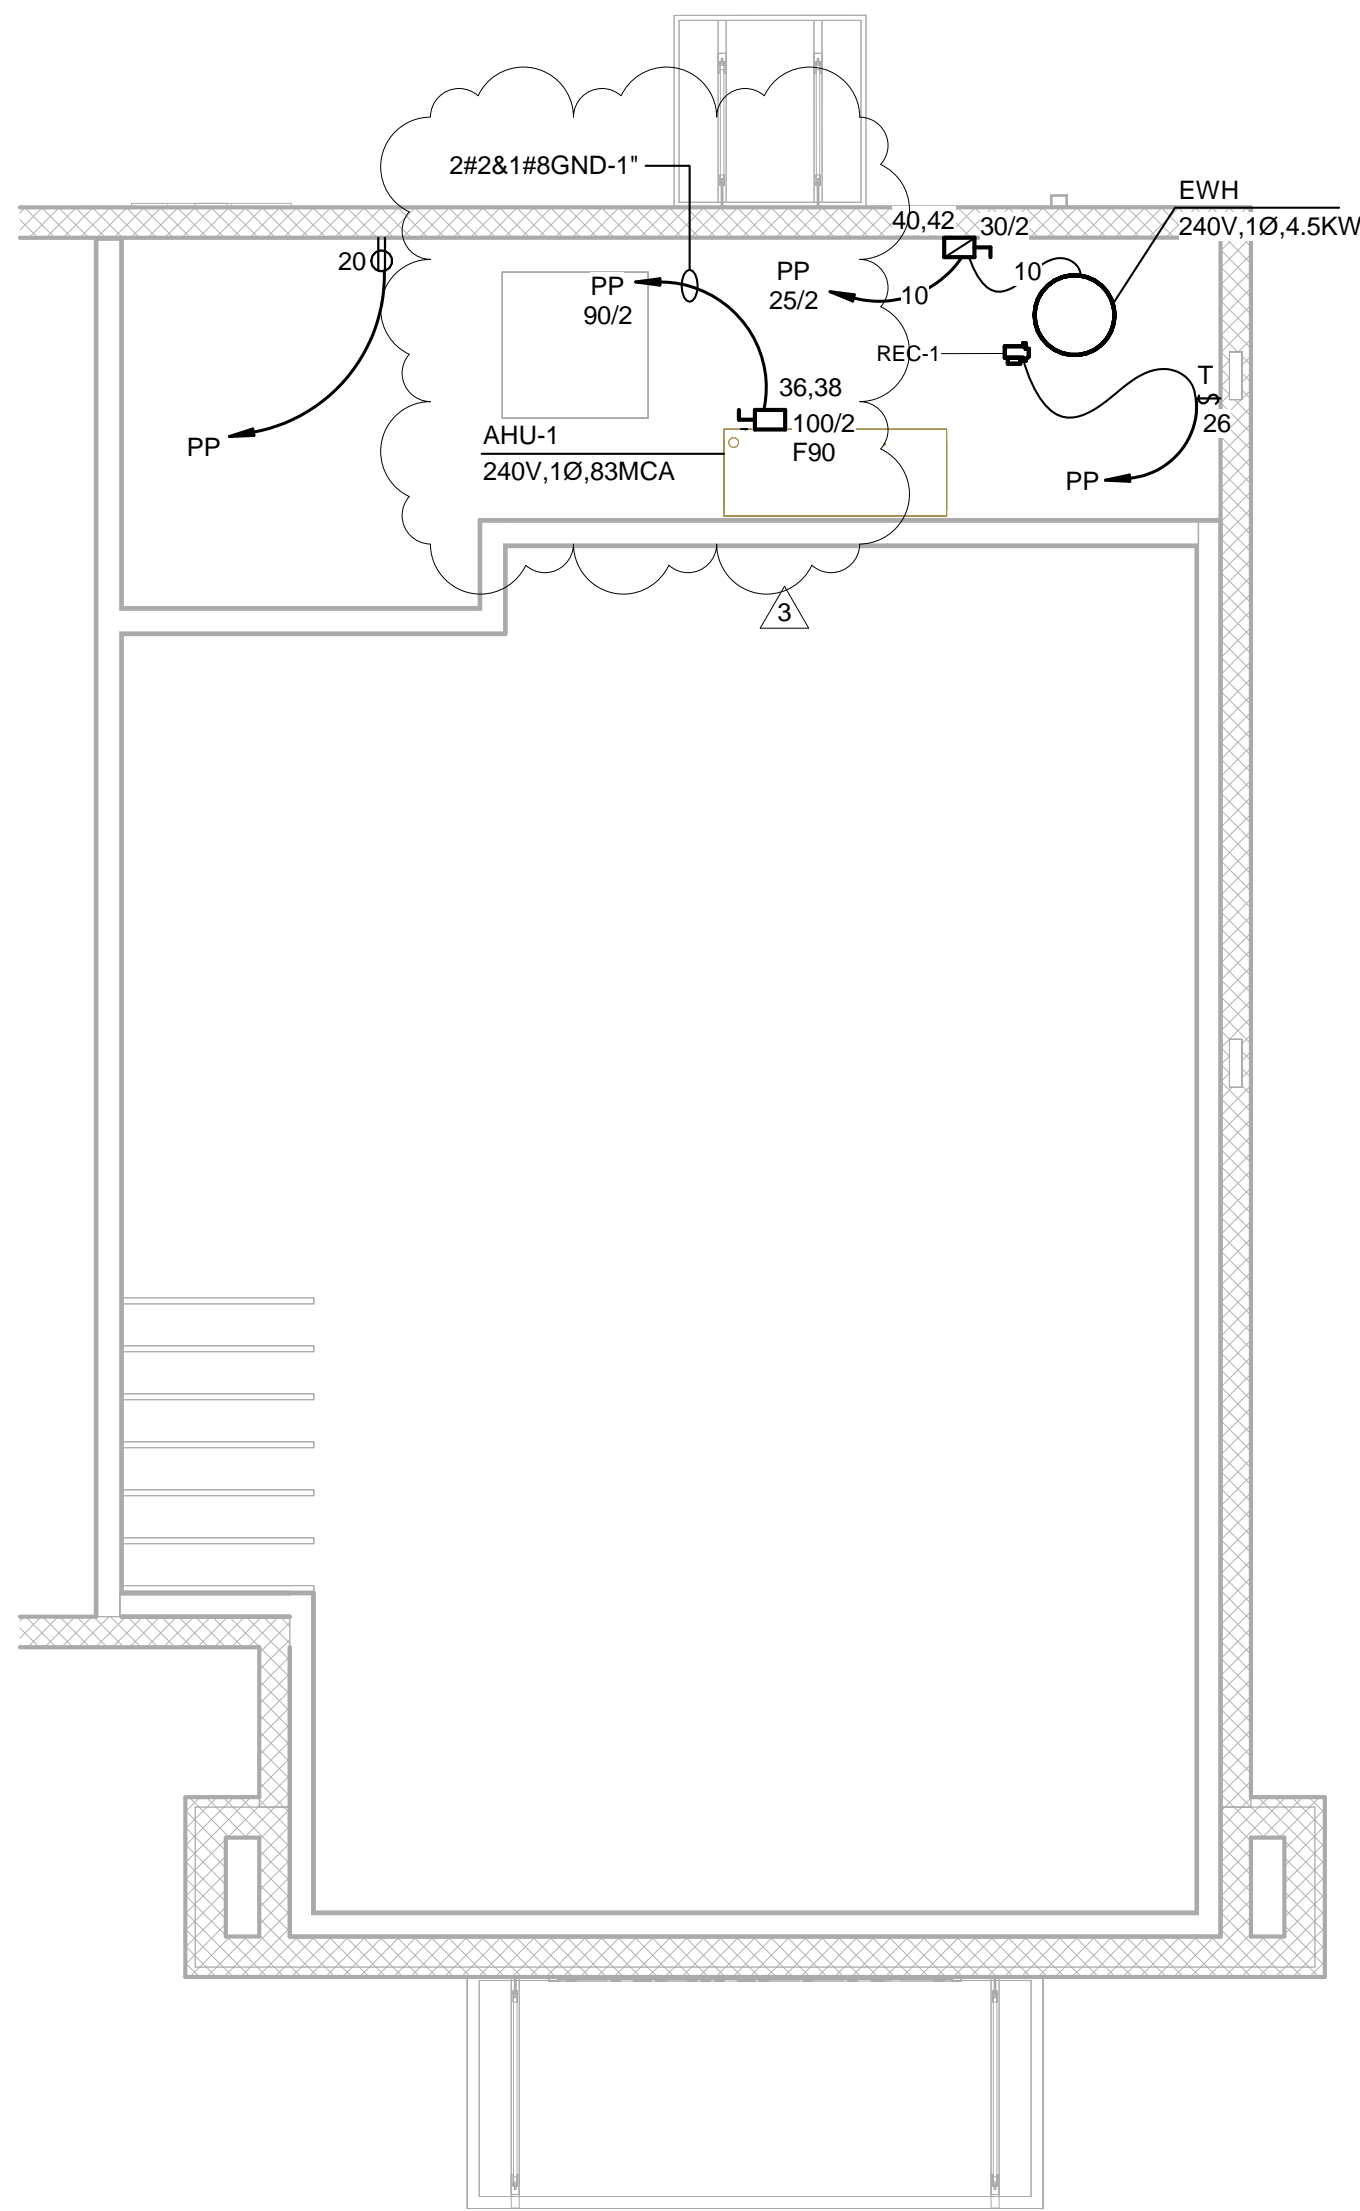 2#2&1#8GND-1"
EWH
240V,1Ø,4.5KW
40,42
30/2
20
PP
90/2
PP
25/2
10
10
REC-1
T
26
36,38
100/2
F90
AHU-1
240V,1Ø,83MCA
PP
PP
3